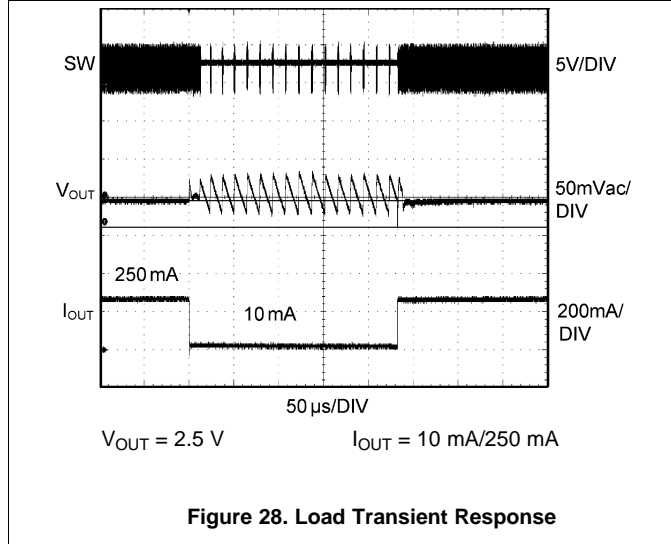 SW
5V/DIV
VOUT
50mVac/
DIV
250 mA
IOUT
10 mA
200mA/
DIV
50 µs/DIV
VOUT = 2.5 V IOUT = 10 mA/250 mA
Figure 28. Load Transient Response